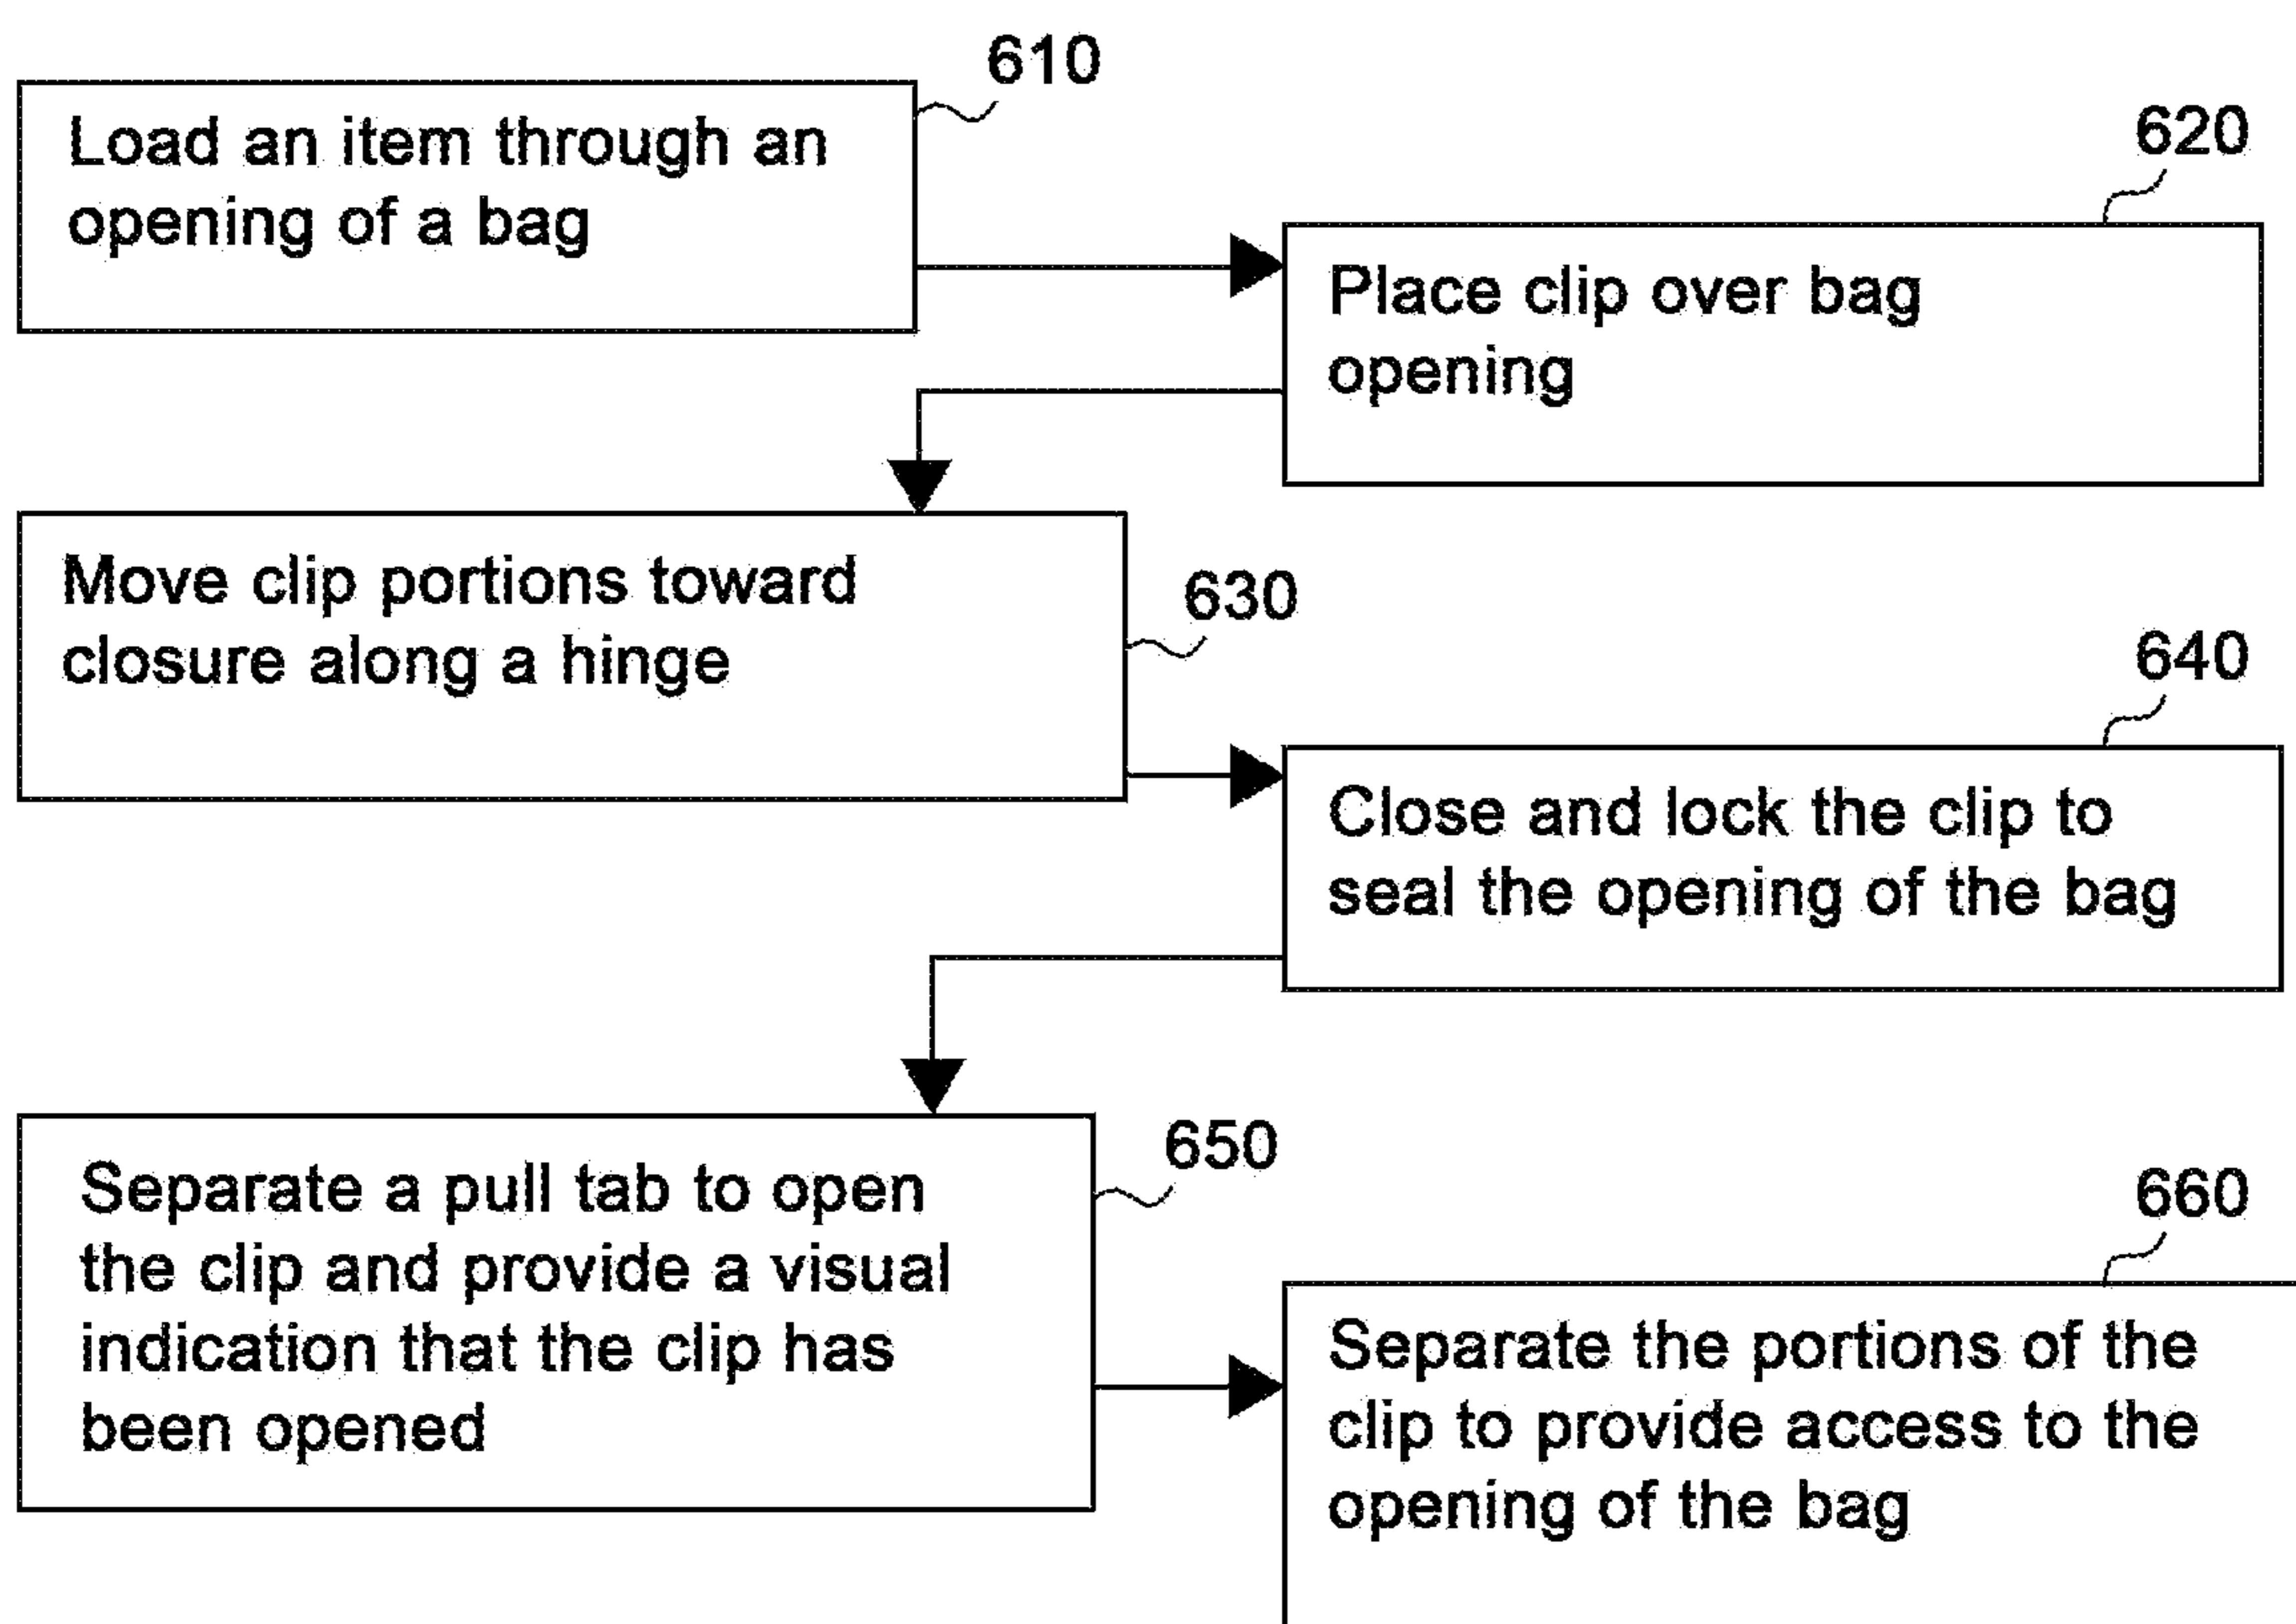 610
Load an item through an
opening of a bag
620
Place clip over bag
opening
Move clip portions toward
closure along a hinge
630
640
Close and lock the clip to
seal the opening of the bag
Separate a pull tab to open
the clip and provide a visual
indication that the clip has
been opened
650
660
Separate the portions of the
clip to provide access to the
opening of the bag